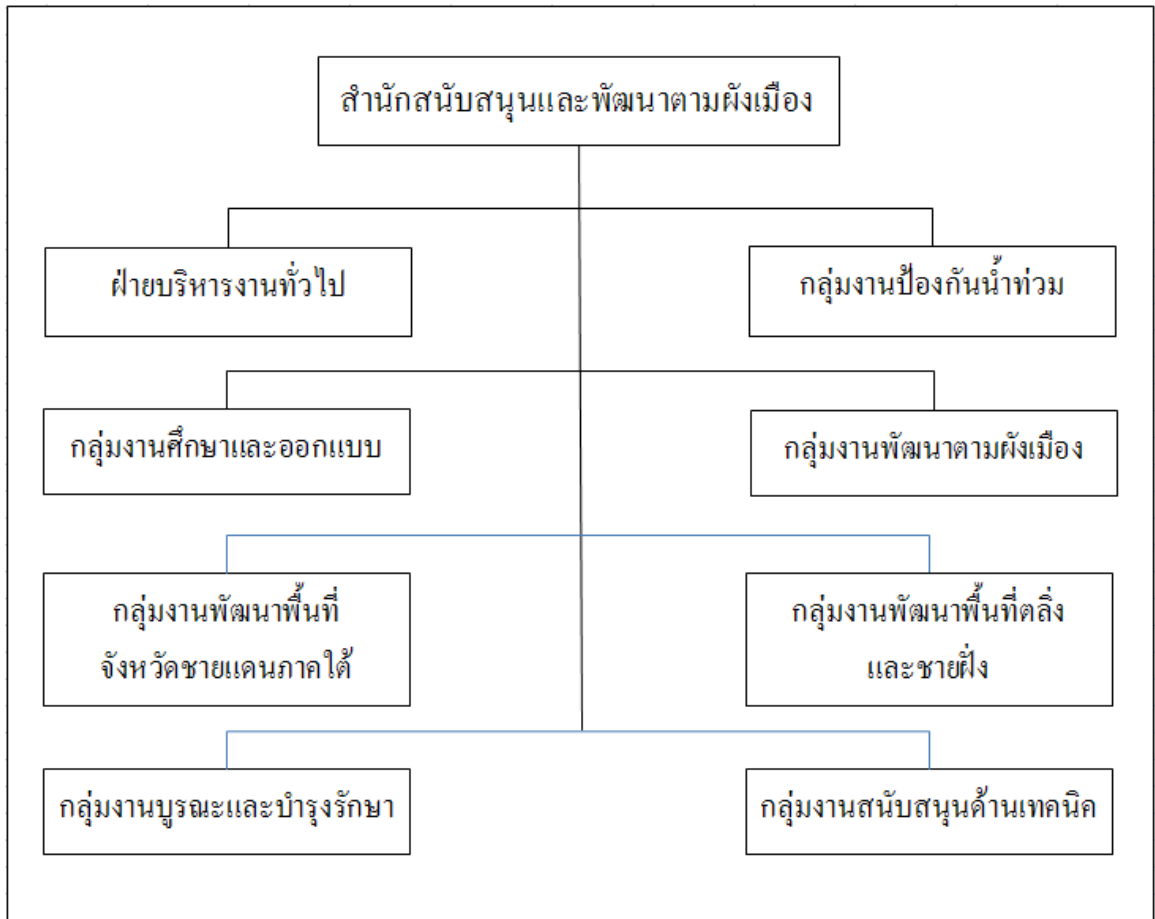 สำนักสนับสนุนและพัฒนาตามผังเมือง
ฝ่ายบริหารงานทั่วไป
กลุ่มงานป้องกันน้ำท่วม
กลุ่มงานศึกษาและออกแบบ
กลุ่มงานพัฒนาตามผังเมือง
กลุ่มงานพัฒนาพื้นที่
จังหวัดชายแดนภาคใต้
กลุ่มงานพัฒนาพื้นที่ตลิ่ง
และชายฝั่ง
กลุ่มงานบูรณะและบำรุงรักษา
กลุ่มงานสนับสนุนด้านเทคนิค